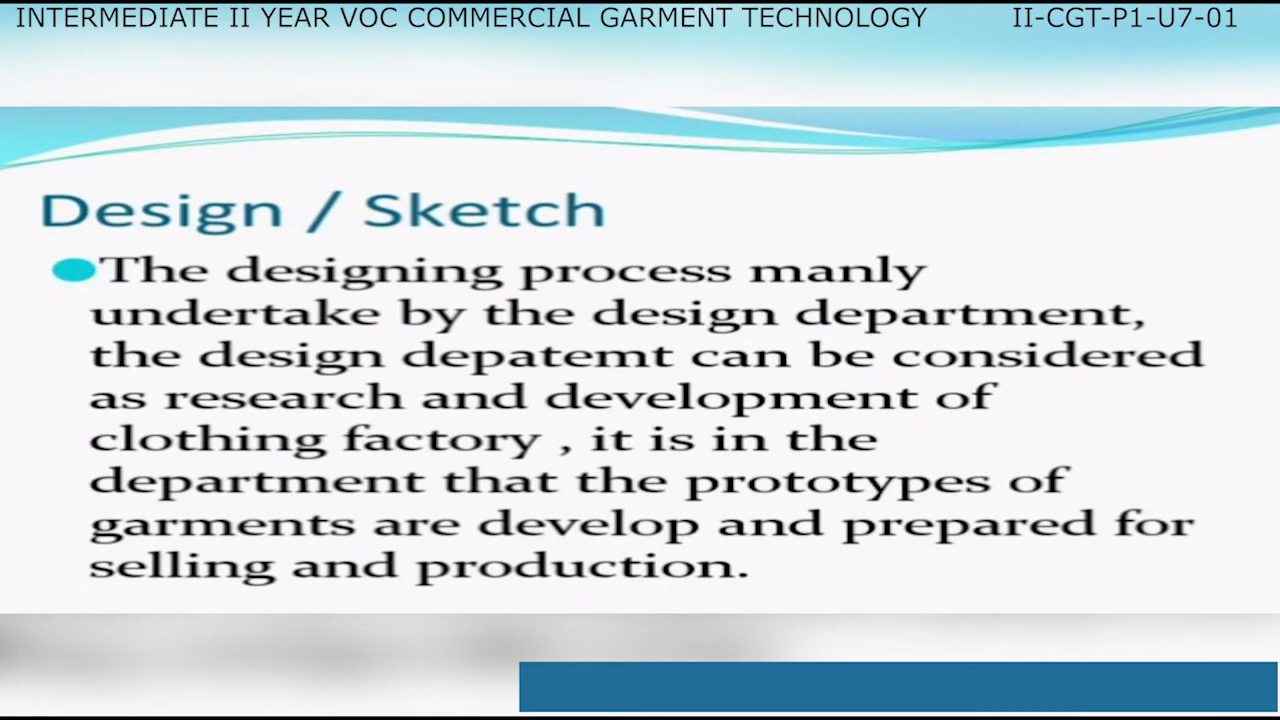 INTERMEDIATE II YEAR VOC COMMERCIAL GARMENT TECHNOLOGY II-CGT-P1-U7-01
Design / Sketch
The designing process manly
undertake by the design department,
the design depatemt can be considered
as research and development of
clothing factory , it is in the
department that the prototypes of
garments are develop and prepared for
selling and production.